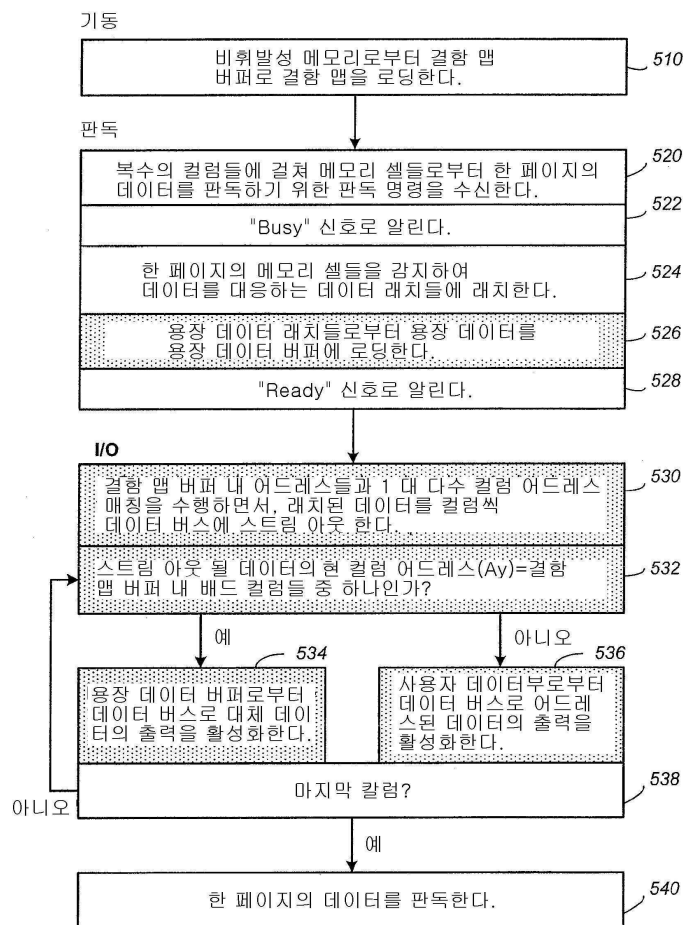 기동
비휘발성 메모리로부터 결함 맵
버퍼로 결함 맵을 로딩한다.
510
판독
복수의 컬럼들에 걸쳐 메모리 셀들로부터 한 페이지의
데이터를 판독하기 위한 판독 명령을 수신한다.
520
"Busy" 신호로 알린다.
522
한 페이지의 메모리 셀들을 감지하여
데이터를 대응하는 데이터 래치들에 래치한다.
524
용장 데이터 래치들로부터 용장 데이터를
용장 데이터 버퍼에 로딩한다.
526
"Ready" 신호로 알린다.
528
I/O
결함 맵 버퍼 내 어드레스들과 1 대 다수 컬럼 어드레스
매칭을 수행하면서, 래치된 데이터를 컬럼씩
데이터 버스에 스트림 아웃 한다.
530
스트림 아웃 될 데이터의 현 컬럼 어드레스(Ay)=결함
맵 버퍼 내 배드 컬럼들 중 하나인가?
532
예
아니오
534
용장 데이터 버퍼로부터
데이터 버스로 대체 데이
터의 출력을 활성화한다.
536
사용자 데이터부로부터
데이터 버스로 어드레
스된 데이터의 출력을
활성화한다.
마지막 칼럼?
538
아니오
예
한 페이지의 데이터를 판독한다.
540